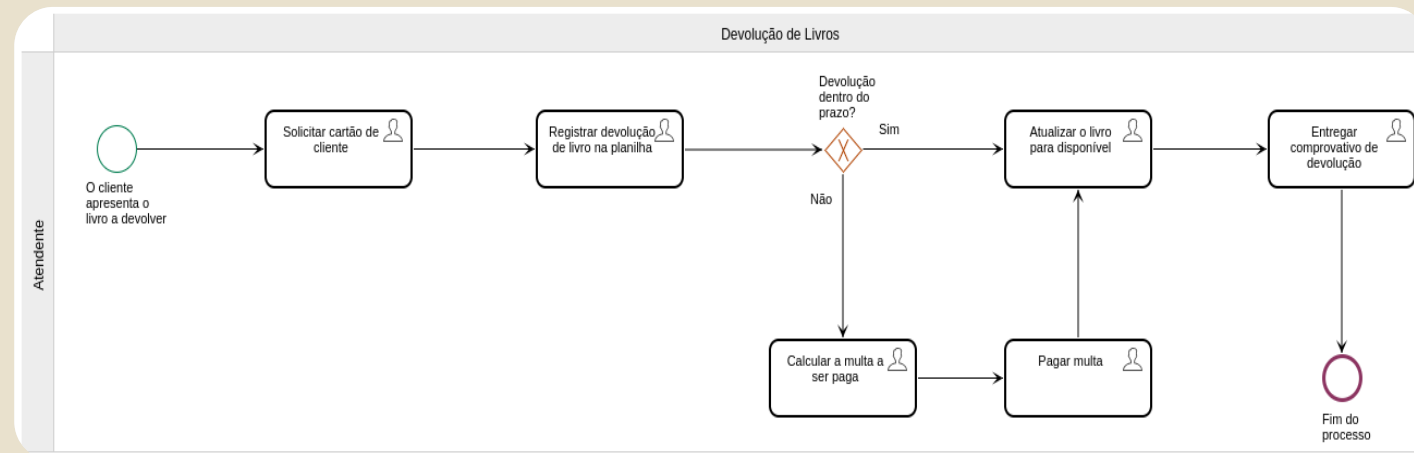 Devolução de Livros
Atendente
O cliente
apresenta o
livro a devolver
Solicitar cartão de
cliente
Registrar devolução
de livro na planilha
Devolução
dentro do
prazo?
Sim
Não
Atualizar o livro
para disponível
Entregar
comprovativo de
devolução
Calcular a multa a
ser paga
Pagar multa
Fim do
processo